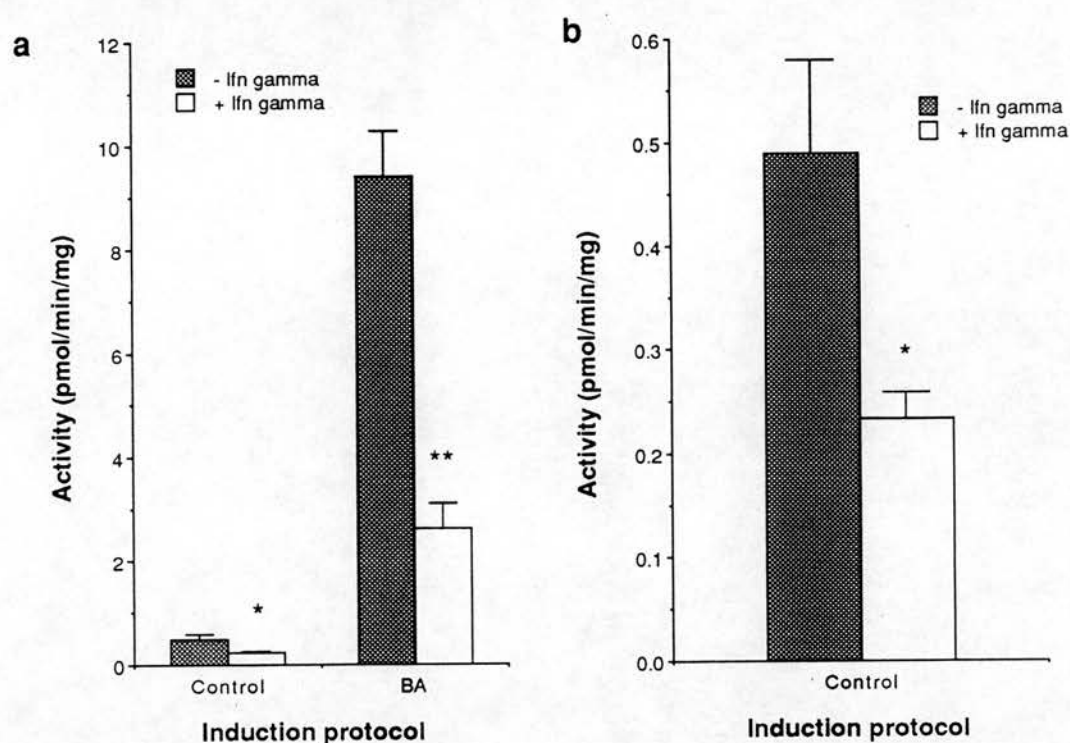 a
12
10
8
6
4
2
0
- Ifn gamma
+ Ifn gamma
*
**
Activity (pmol/min/mg)
Control
BA
Induction protocol
b
0.6
0.5
0.4
0.3
0.2
0.1
0.0
- Ifn gamma
+ Ifn gamma
*
Activity (pmol/min/mg)
Control
Induction protocol